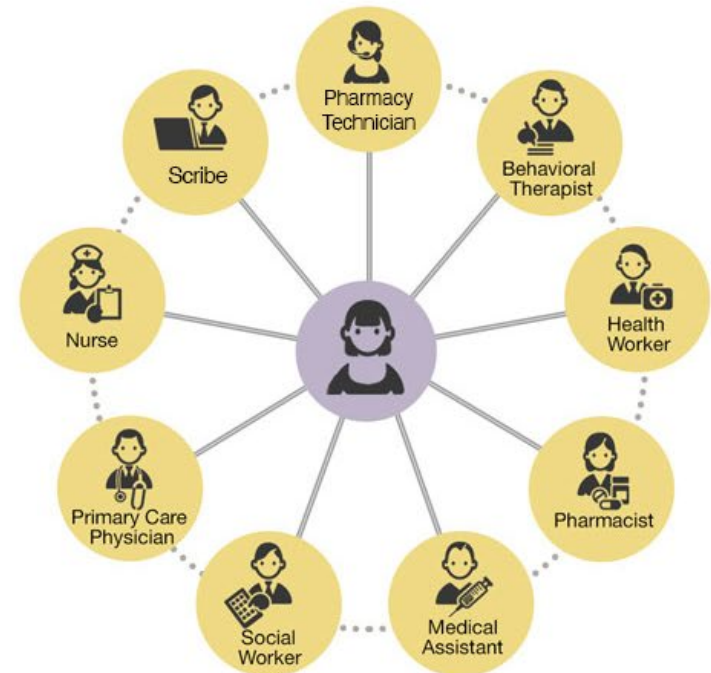 Pharmacy
Technician
Behavioral
Therapist
Health
Worker
Pharmacist
Medical
Assistant
Social
Worker
Primary Care
Physician
Nurse
Scribe